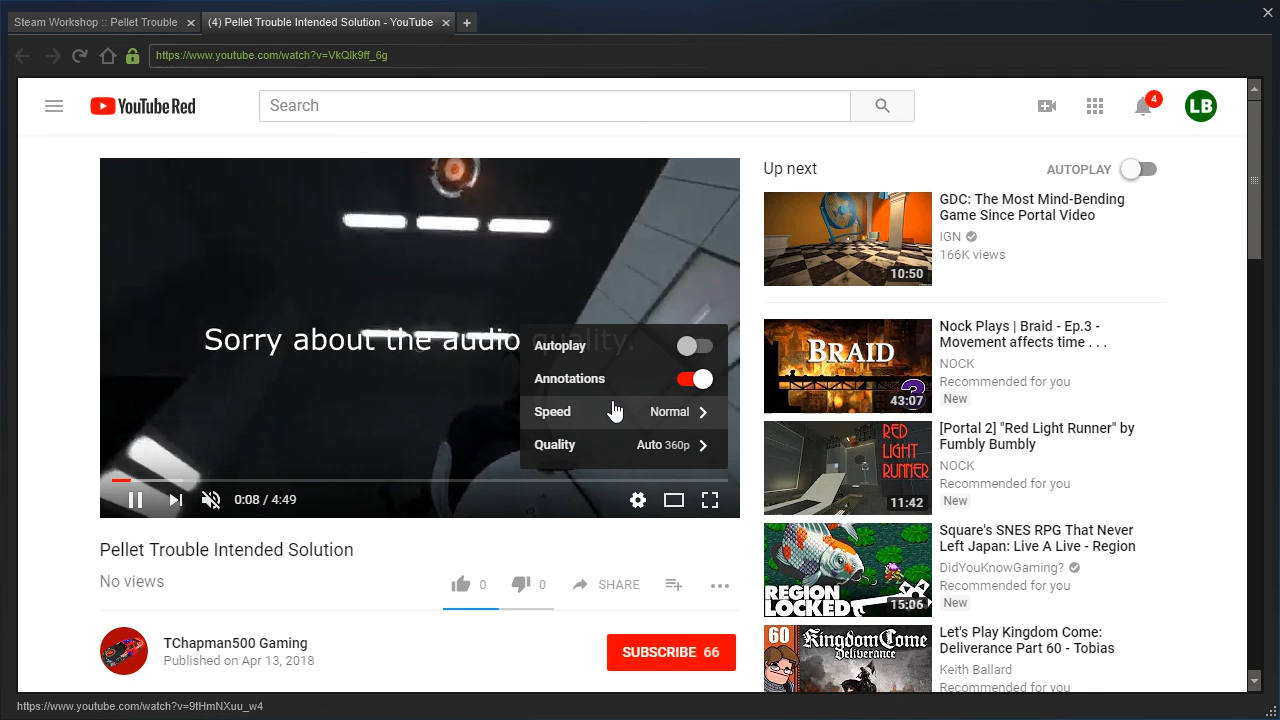 Steam Workshop :: Pellet Trouble
(4) Pellet Trouble Intended Solution - YouTube
https://www.youtube.com/watch?v=VkQlk9ff_6g
YouTube Red
Search
4
LB
Sorry about the audio quality.
Autoplay
Annotations
Speed Normal
Quality Auto 360p
0:08 / 4:49
Pellet Trouble Intended Solution
No views
0
0
SHARE
TChapman500 Gaming
Published on Apr 13, 2018
SUBSCRIBE 66
Up next
AUTOPLAY
10:50
GDC: The Most Mind-Bending
Game Since Portal Video
IGN
166K views
BRAID
3
43:07
Nock Plays | Braid - Ep.3 -
Movement affects time . . .
NOCK
Recommended for you
New
RED
LIGHT
RUNNER
11:42
[Portal 2] "Red Light Runner" by
Fumbly Bumbly
NOCK
Recommended for you
New
REGION
LOCKED
15:06
Square's SNES RPG That Never
Left Japan: Live A Live - Region
DidYouKnowGaming?
Recommended for you
New
60
Kingdom Come
Deliverance
Let's Play Kingdom Come:
Deliverance Part 60 - Tobias
Keith Ballard
Recommended for you
https://www.youtube.com/watch?v=9tHmNXuu_w4